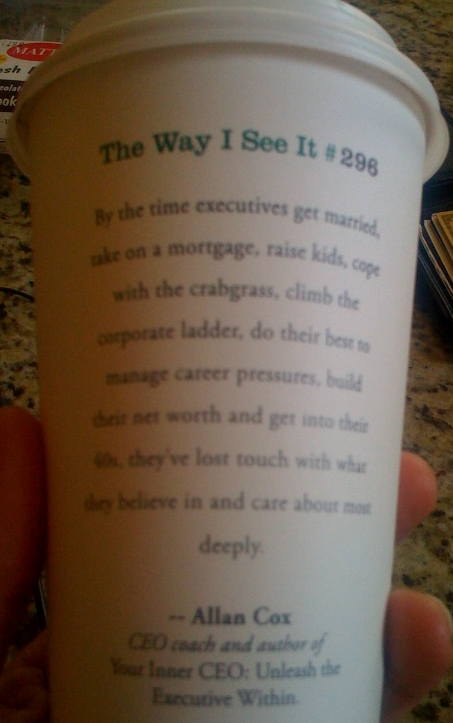 MATT
The Way I See It #296
By the time executives get married,
take on a mortgage, raise kids, cope
with the crabgrass, climb the
corporate ladder, do their best to
manage career pressures, build
their net worth and get into their
40s, they've lost touch with what
they believe in and care about most
deeply.
-- Allan Cox
CEO coach and author of
Your Inner CEO: Unleash the
Executive Within.